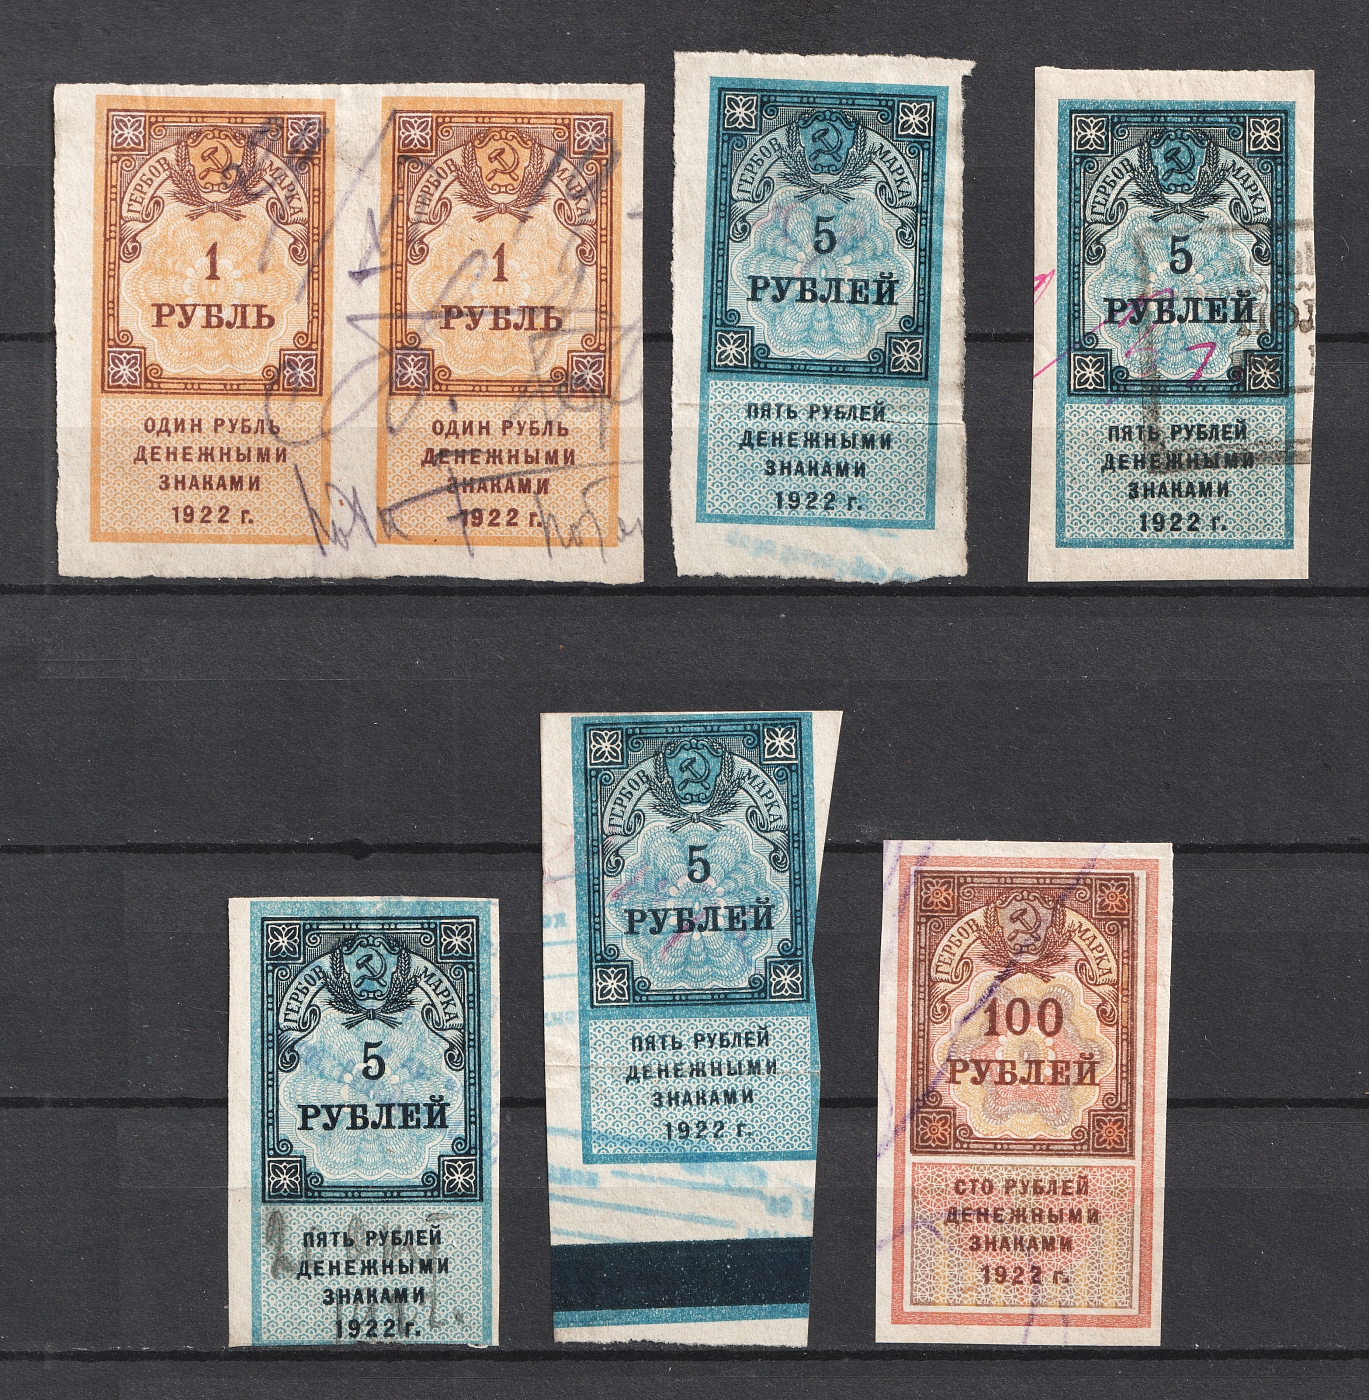 ГЕРБОВ. МАРКА
1
РУБЛЬ
ОДИН РУБЛЬ
ДЕНЕЖНЫМИ
ЗНАКАМИ
1922 г.
ГЕРБОВ. МАРКА
1
РУБЛЬ
ОДИН РУБЛЬ
ДЕНЕЖНЫМИ
ЗНАКАМИ
1922 г.
ГЕРБОВ. МАРКА
5
РУБЛЕЙ
ПЯТЬ РУБЛЕЙ
ДЕНЕЖНЫМИ
ЗНАКАМИ
1922 г.
ГЕРБОВ. МАРКА
5
РУБЛЕЙ
ПЯТЬ РУБЛЕЙ
ДЕНЕЖНЫМИ
ЗНАКАМИ
1922 г.
ГЕРБОВ. МАРКА
5
РУБЛЕЙ
ПЯТЬ РУБЛЕЙ
ДЕНЕЖНЫМИ
ЗНАКАМИ
1922 г.
ГЕРБОВ. МАРКА
5
РУБЛЕЙ
ПЯТЬ РУБЛЕЙ
ДЕНЕЖНЫМИ
ЗНАКАМИ
1922 г.
ГЕРБОВ. МАРКА
100
РУБЛЕЙ
СТО РУБЛЕЙ
ДЕНЕЖНЫМИ
ЗНАКАМИ
1922 г.